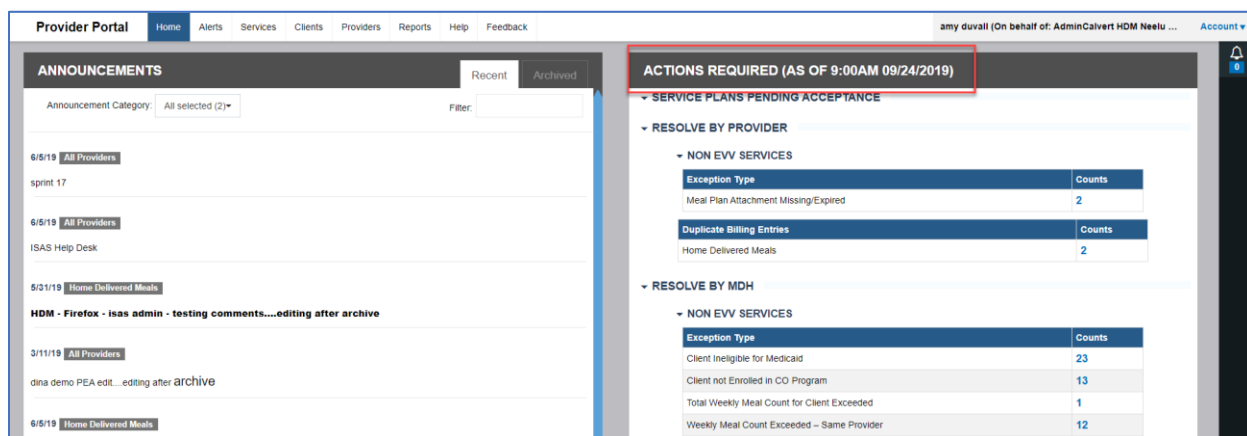 Provider Portal Home Alerts Services Clients Providers Reports Help Feedback amy duvall (On behalf of: AdminCalvert HDM Neelu ... Account
0
ANNOUNCEMENTS Recent Archived
Announcement Category: All selected (2) Filter:
6/5/19 All Providers
sprint 17
6/5/19 All Providers
ISAS Help Desk
5/31/19 Home Delivered Meals
HDM - Firefox - isas admin - testing comments....editing after archive
3/11/19 All Providers
dina demo PEA edit....editing after archive
6/5/19 Home Delivered Meals
ACTIONS REQUIRED (AS OF 9:00AM 09/24/2019)
SERVICE PLANS PENDING ACCEPTANCE
RESOLVE BY PROVIDER
NON EVV SERVICES
Exception Type Counts
Meal Plan Attachment Missing/Expired 2
Duplicate Billing Entries Counts
Home Delivered Meals 2
RESOLVE BY MDH
NON EVV SERVICES
Exception Type Counts
Client Ineligible for Medicaid 23
Client not Enrolled in CO Program 13
Total Weekly Meal Count for Client Exceeded 1
Weekly Meal Count Exceeded – Same Provider 12